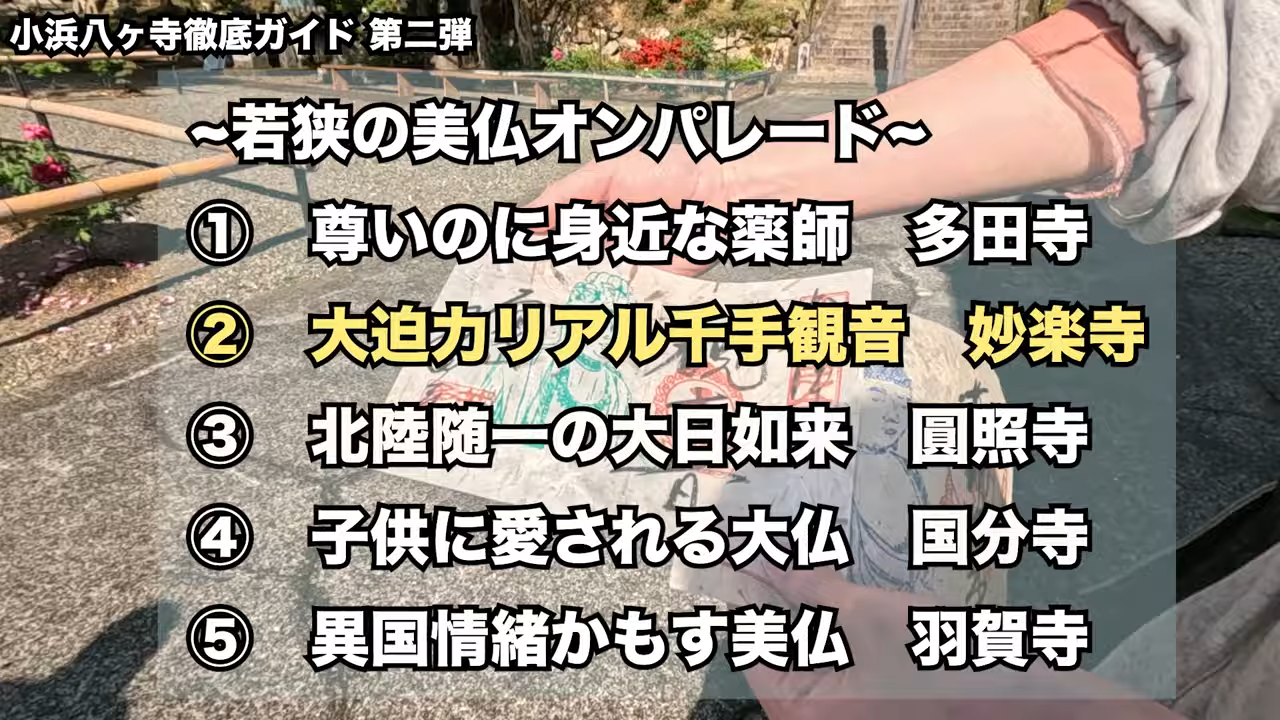 小浜八ヶ寺徹底ガイド 第二弾
~若狭の美仏オンパレード~
① 尊いのに身近な薬師 多田寺
② 大迫力リアル千手観音 妙楽寺
③ 北陸随一の大日如来 圓照寺
④ 子供に愛される大仏 国分寺
⑤ 異国情緒かもす美仏 羽賀寺